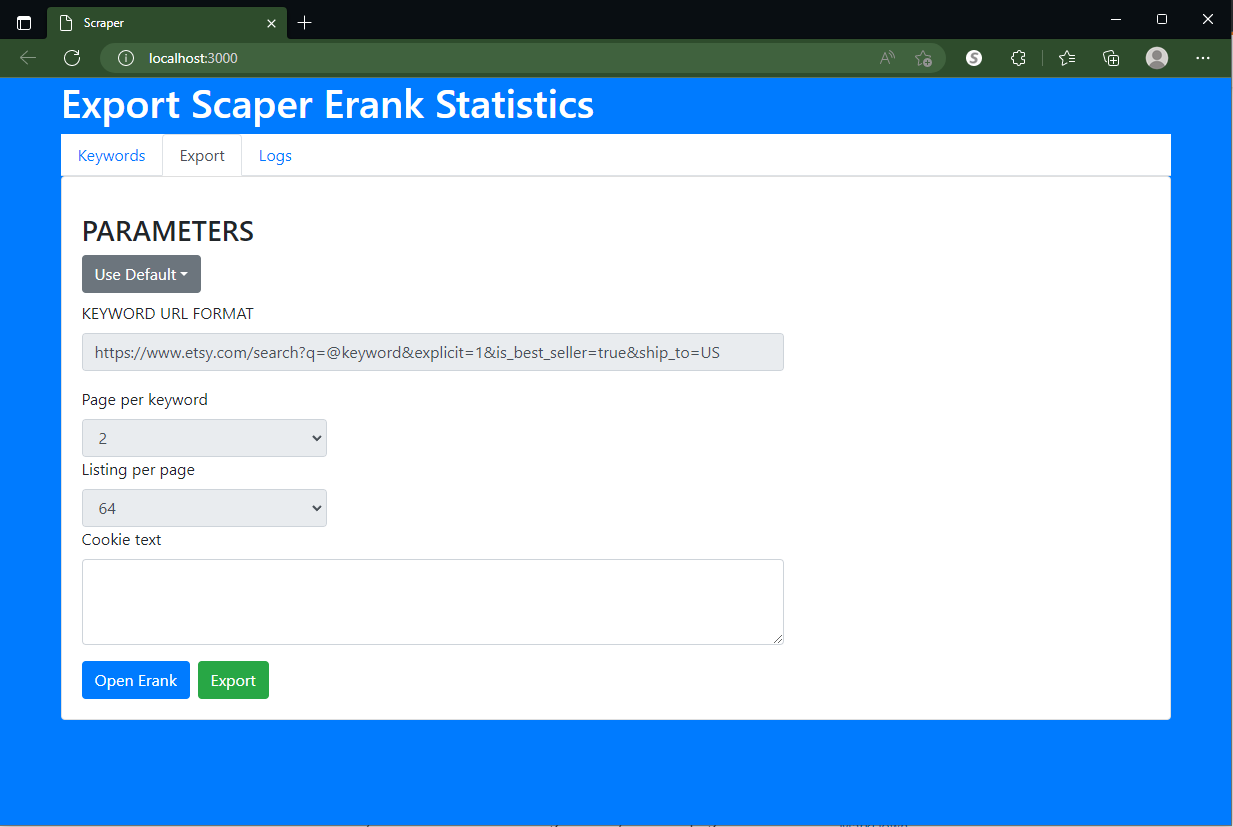 Scraper
localhost:3000
Export Scaper Erank Statistics
Keywords Export Logs
PARAMETERS
Use Default
KEYWORD URL FORMAT
https://www.etsy.com/search?q=@keyword&explicit=1&is_best_seller=true&ship_to=US
Page per keyword
2
Listing per page
64
Cookie text
Open Erank Export